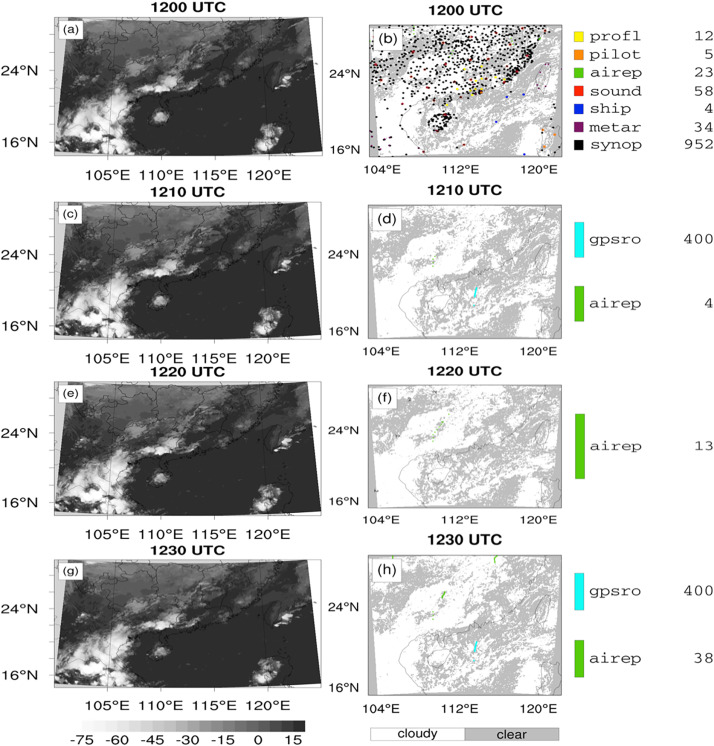 1200 UTC
1200 UTC
(a)
24°N
16°N
105°E 110°E 115°E 120°E
(b)
24°N
16°N
104°E 112°E 120°E
profl 12
pilot 5
airep 23
sound 58
ship 4
metar 34
synop 952
1210 UTC
1210 UTC
(c)
24°N
16°N
105°E 110°E 115°E 120°E
(d)
24°N
16°N
104°E 112°E 120°E
gpsro 400
airep 4
1220 UTC
1220 UTC
(e)
24°N
16°N
105°E 110°E 115°E 120°E
(f)
24°N
16°N
104°E 112°E 120°E
airep 13
1230 UTC
1230 UTC
(g)
24°N
16°N
105°E 110°E 115°E 120°E
(h)
24°N
16°N
104°E 112°E 120°E
gpsro 400
airep 38
-75 -60 -45 -30 -15 0 15
cloudy clear